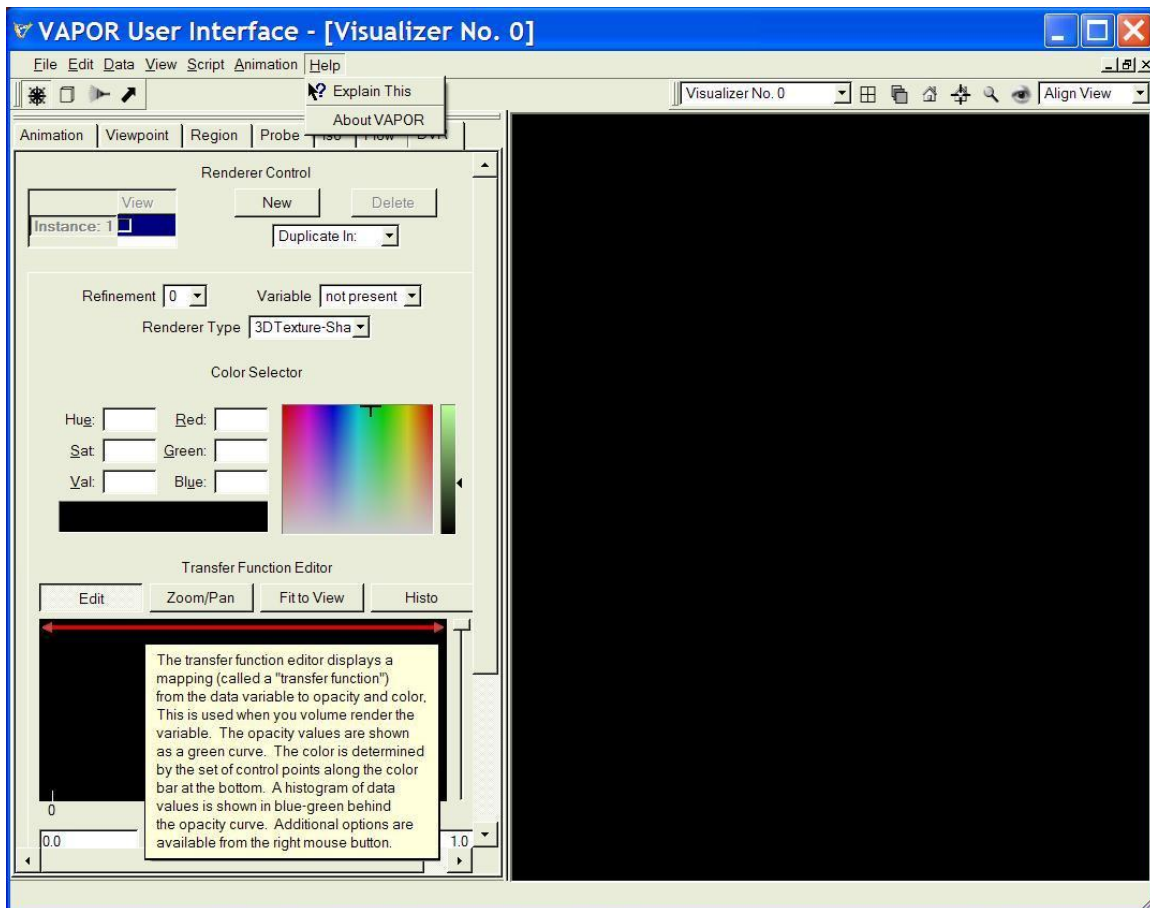 VAPOR User Interface - [Visualizer No. 0]
File Edit Data View Script Animation Help
Explain This
About VAPOR
Visualizer No. 0
Align View
Animation Viewpoint Region Probe Iso Flow DVR
Renderer Control
View
New
Delete
Instance: 1
Duplicate In:
Refinement 0
Variable not present
Renderer Type 3DTexture-Sha
Color Selector
Hue: Red:
Sat: Green:
Val: Blue:
Transfer Function Editor
Edit Zoom/Pan Fit to View Histo
The transfer function editor displays a
mapping (called a "transfer function")
from the data variable to opacity and color,
This is used when you volume render the
variable. The opacity values are shown
as a green curve. The color is determined
by the set of control points along the color
bar at the bottom. A histogram of data
values is shown in blue-green behind
the opacity curve. Additional options are
available from the right mouse button.
0
0.0
1.0